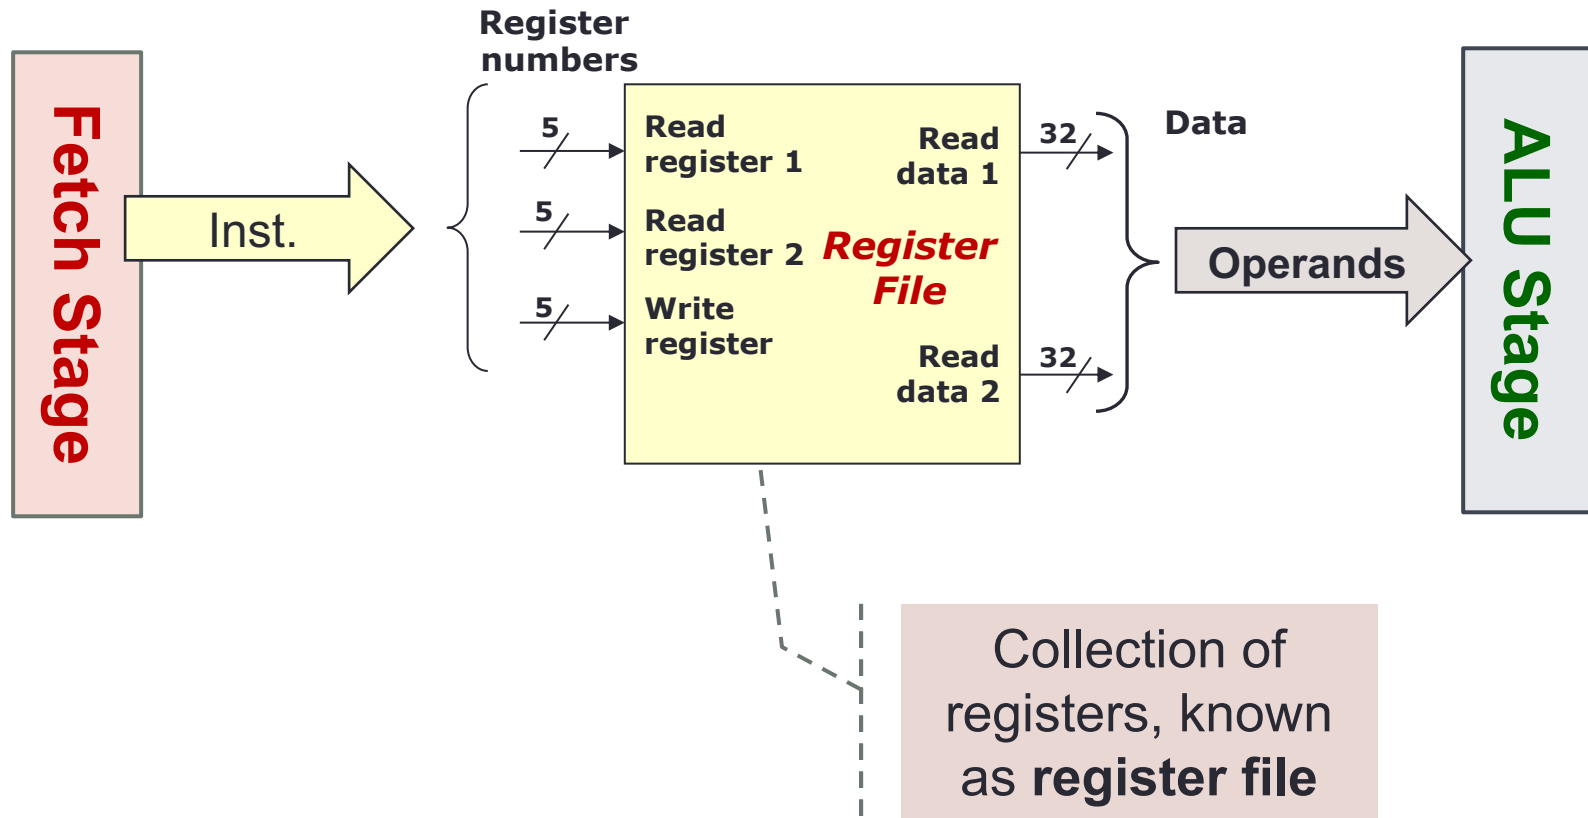 Fetch Stage
Inst.
Register
numbers
5
5
5
Read
register 1
Read
register 2
Write
register
Register
File
Read
data 1
Read
data 2
32
32
Data
Operands
ALU Stage
Collection of
registers, known
as register file